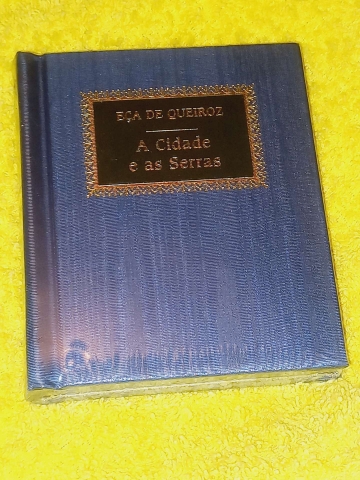 EÇA DE QUEIROZ
A Cidade
e as Serras